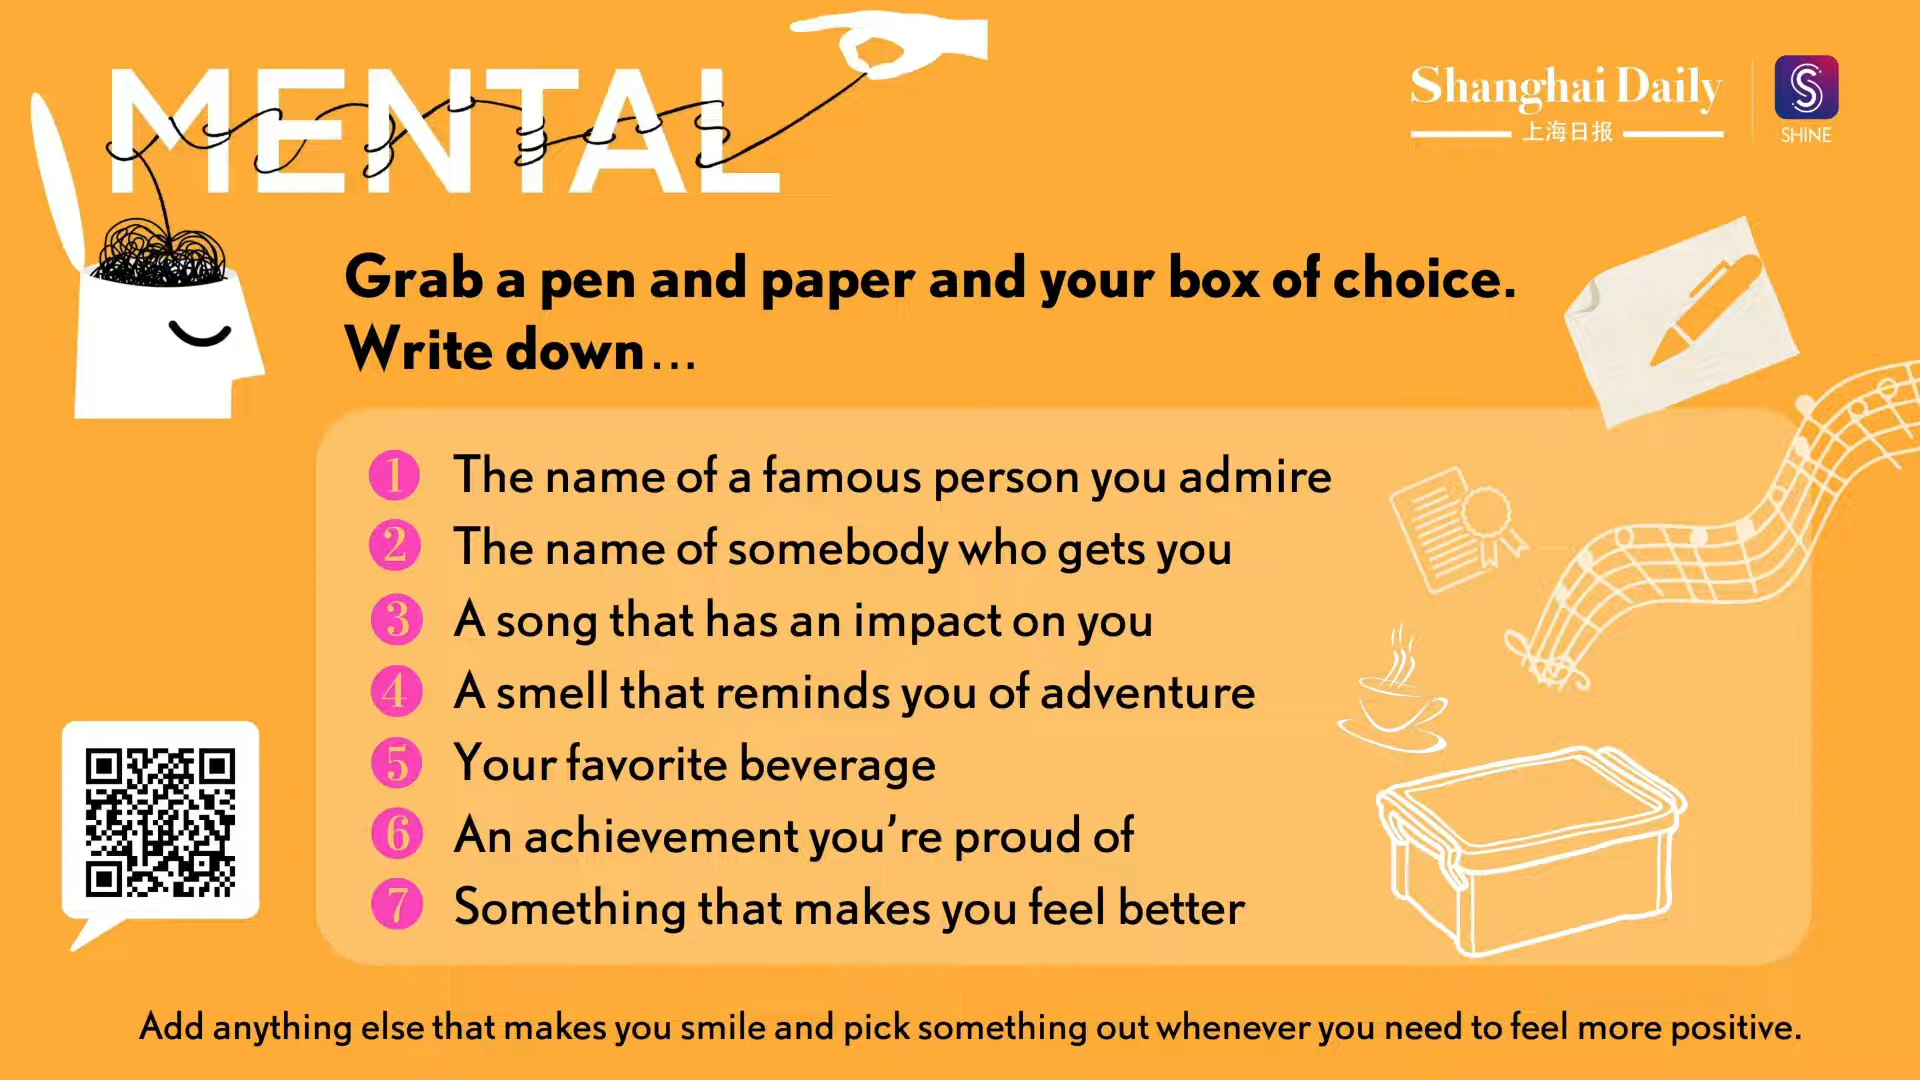 MENTAL
Shanghai Daily
上海日报
SHINE
Grab a pen and paper and your box of choice.
Write down...
1 The name of a famous person you admire
2 The name of somebody who gets you
3 A song that has an impact on you
4 A smell that reminds you of adventure
5 Your favorite beverage
6 An achievement you're proud of
7 Something that makes you feel better
Add anything else that makes you smile and pick something out whenever you need to feel more positive.